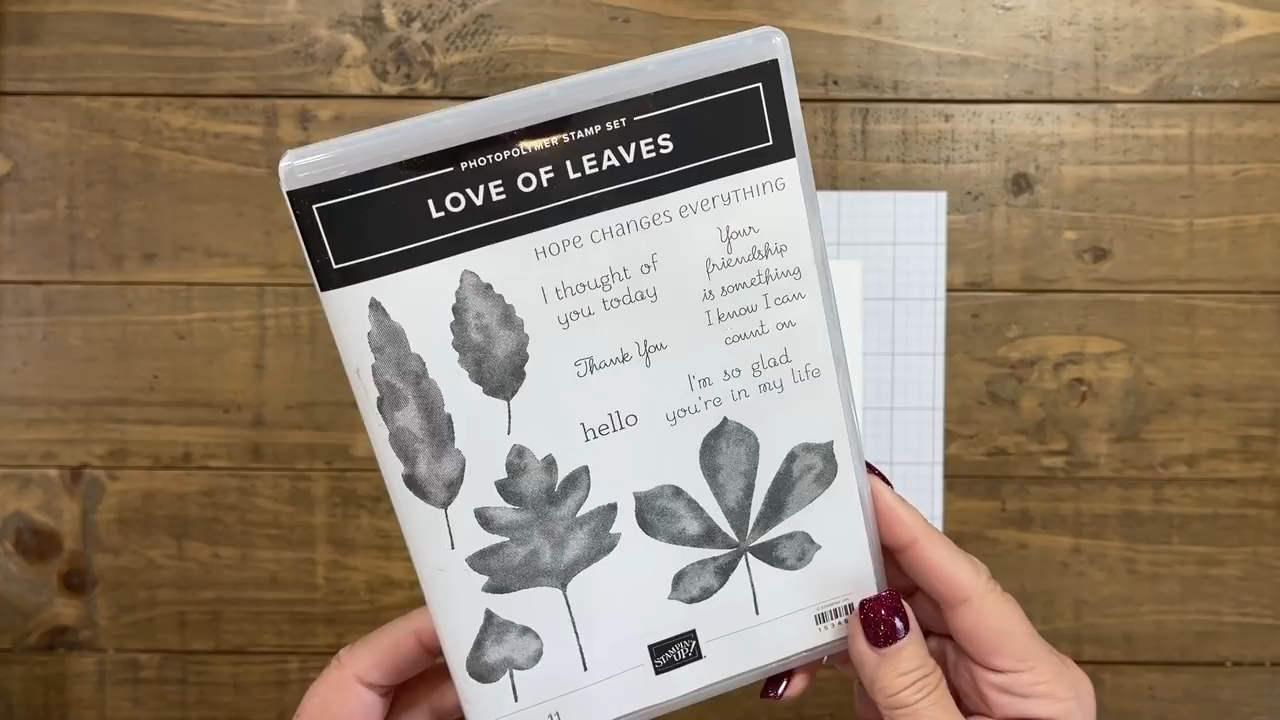 PHOTOPOLYMER STAMP SET
LOVE OF LEAVES
HOPE CHANGES EVERYTHING
I thought of
you today
Your
friendship
is something
I know I can
count on
Thank You
I'm so glad
you're in my life
hello
STAMPIN' UP!
11